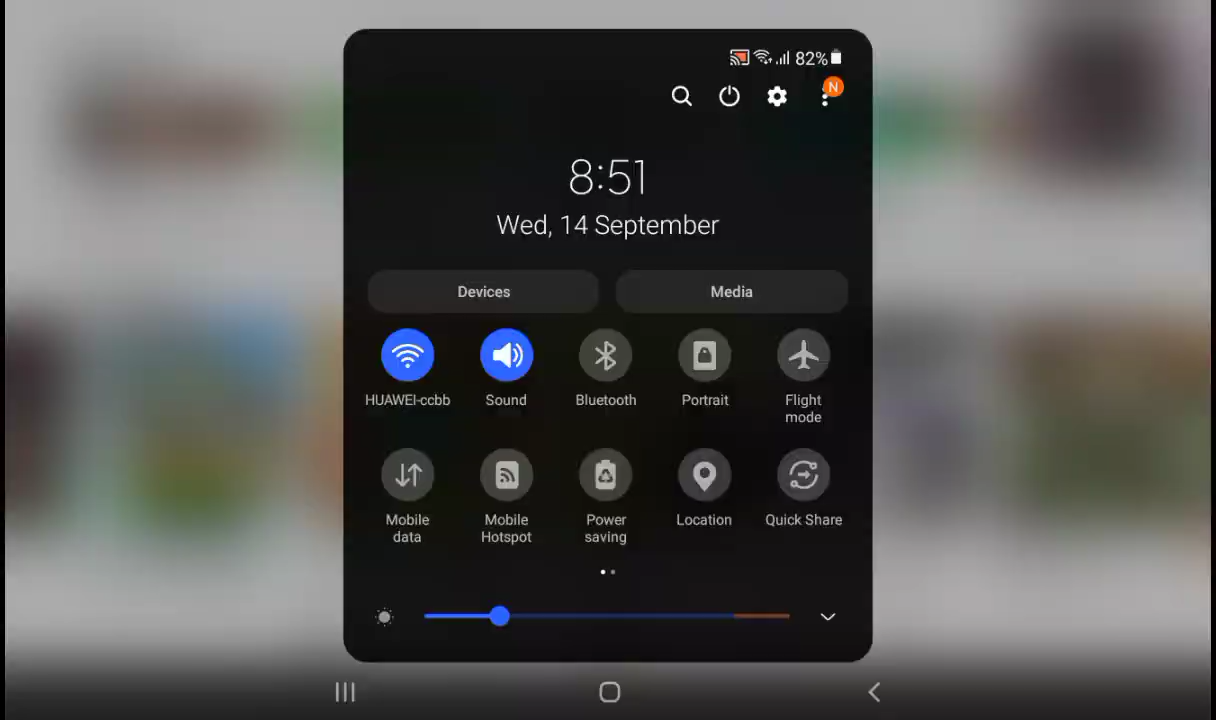 82%
N
8:51
Wed, 14 September
Devices
Media
HUAWEI-ccbb
Sound
Bluetooth
Portrait
Flight
mode
Mobile
data
Mobile
Hotspot
Power
saving
Location
Quick Share